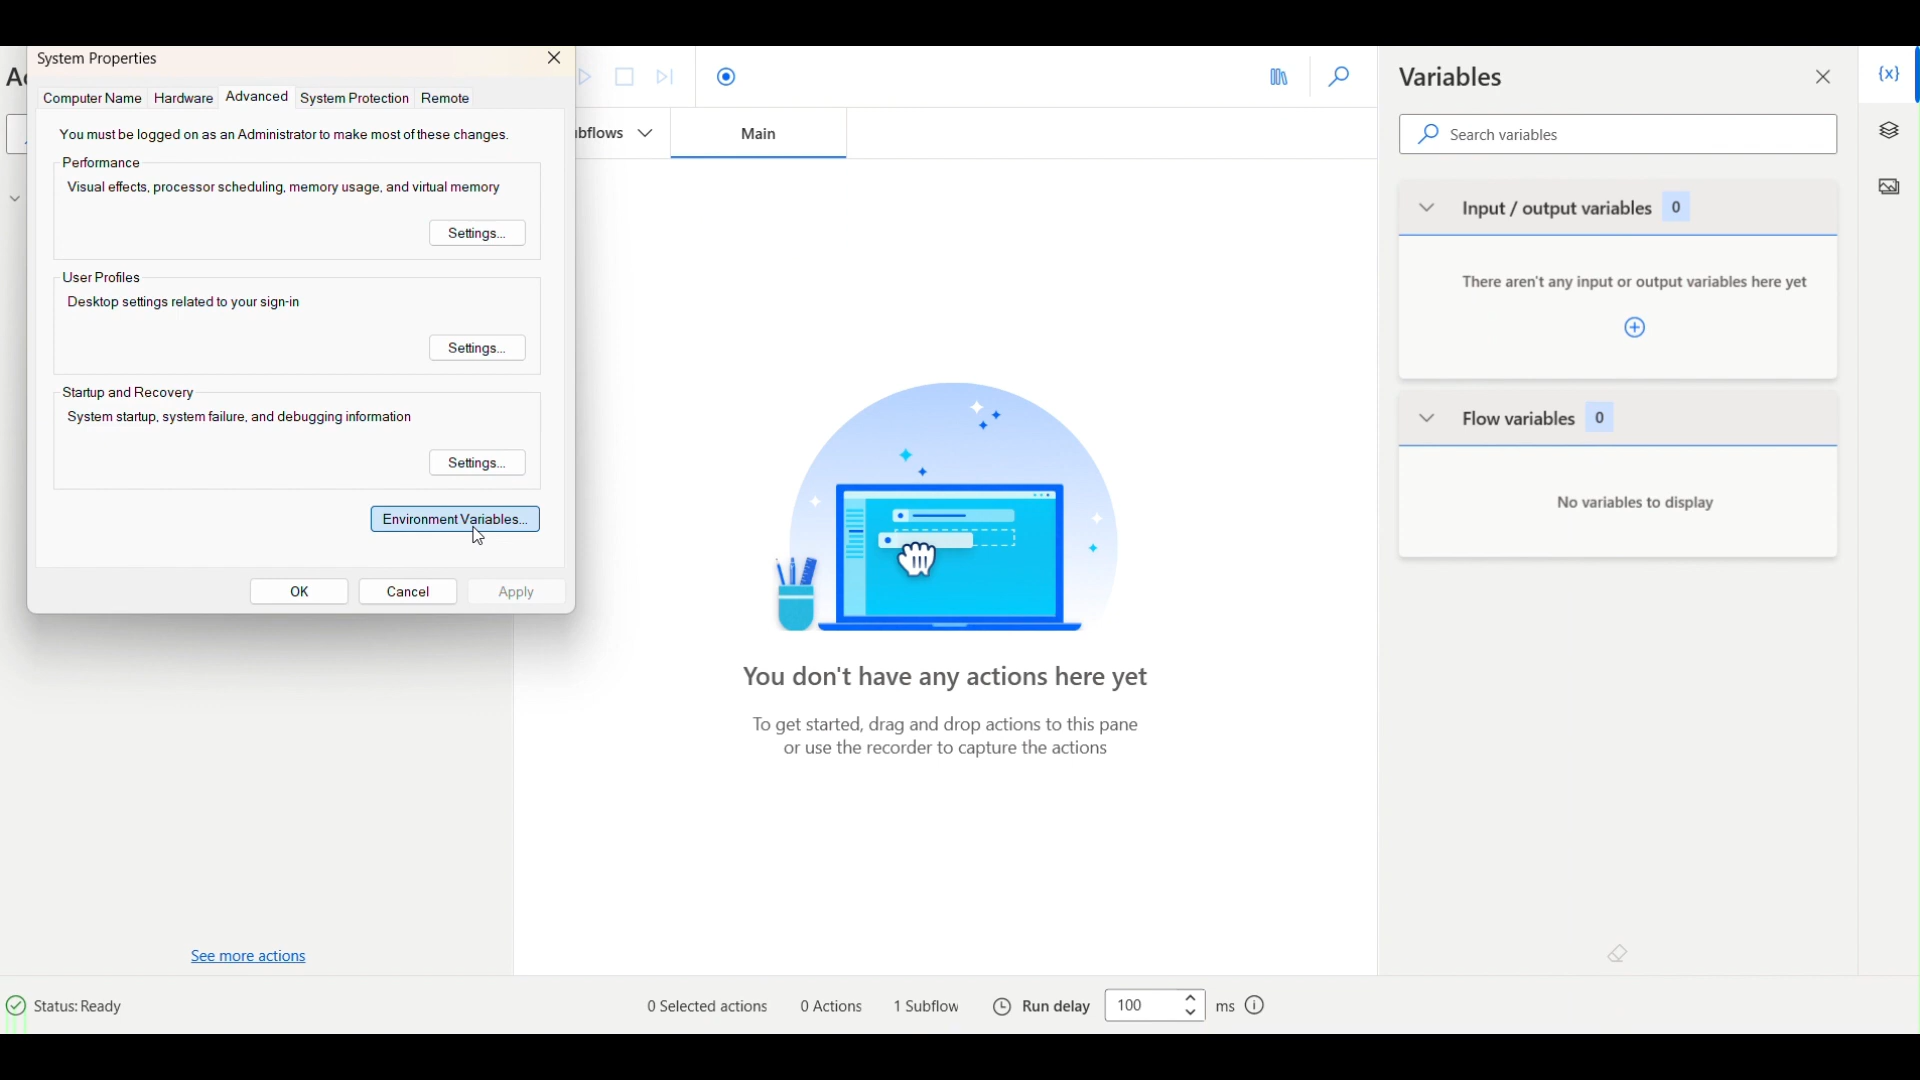 System Properties
Computer Name Hardware Advanced System Protection Remote
You must be logged on as an Administrator to make most of these changes.
Performance
Visual effects, processor scheduling, memory usage, and virtual memory
Settings...
User Profiles
Desktop settings related to your sign-in
Settings...
Startup and Recovery
System startup, system failure, and debugging information
Settings...
Environment Variables...
OK Cancel Apply
See more actions
Ac
bflows Main
You don't have any actions here yet
To get started, drag and drop actions to this pane
or use the recorder to capture the actions
Variables
{x}
Search variables
Input / output variables 0
There aren't any input or output variables here yet
Flow variables 0
No variables to display
Status: Ready 0 Selected actions 0 Actions 1 Subflow Run delay 100 ms